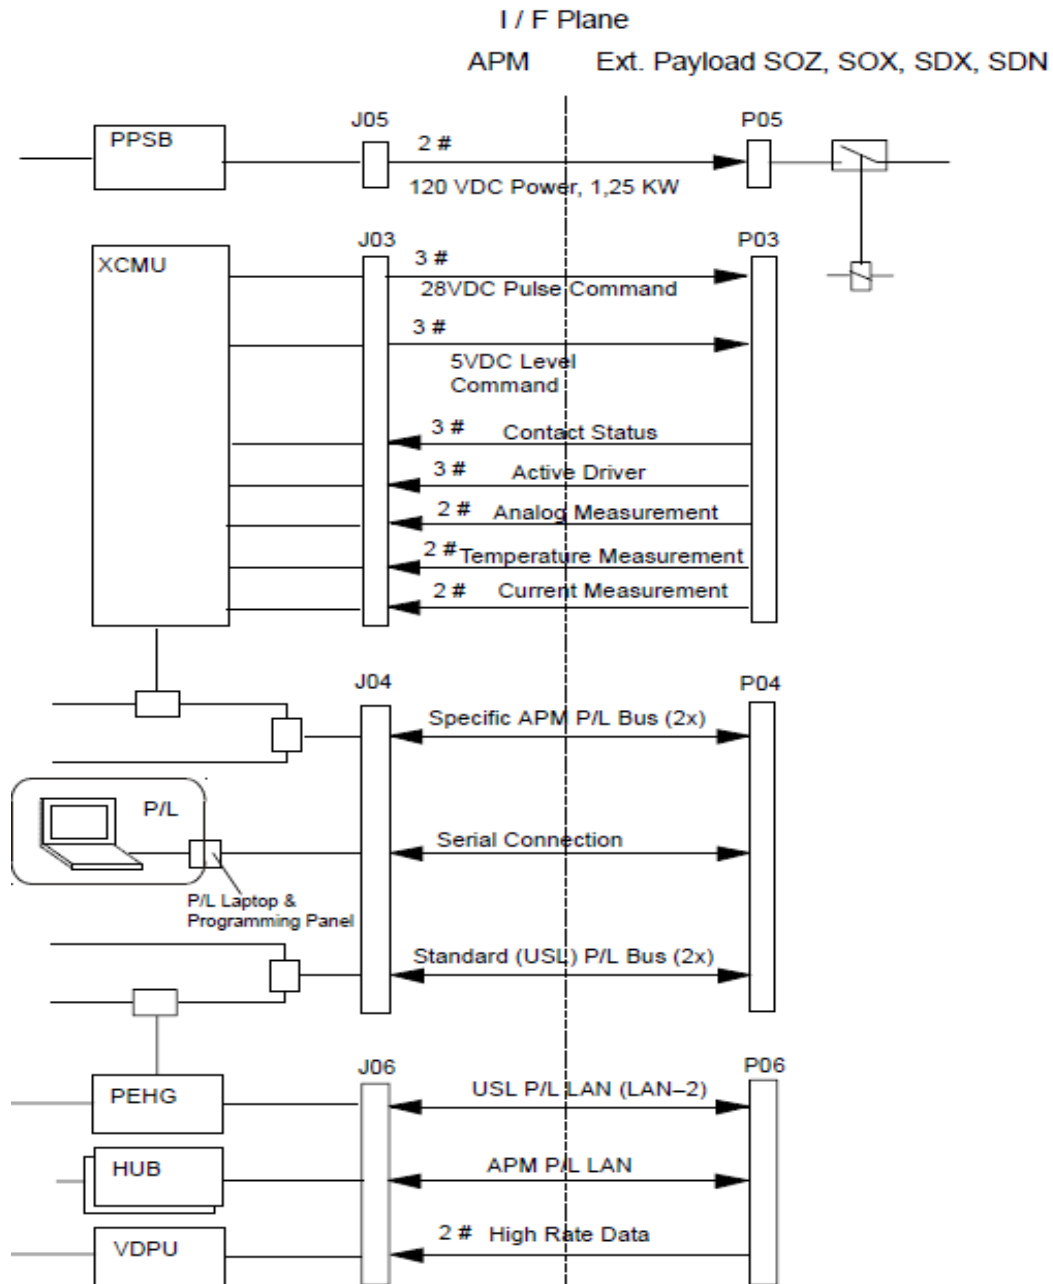 I / F Plane
APM Ext. Payload SOZ, SOX, SDX, SDN
PPSB
J05
2 #
P05
120 VDC Power, 1,25 KW
XCMU
J03
3 #
P03
28VDC Pulse Command
3 #
5VDC Level
Command
3 # Contact Status
3 # Active Driver
2 # Analog Measurement
2 # Temperature Measurement
2 # Current Measurement
J04
P04
Specific APM P/L Bus (2x)
P/L
Serial Connection
P/L Laptop &
Programming Panel
Standard (USL) P/L Bus (2x)
J06
P06
PEHG
USL P/L LAN (LAN–2)
HUB
APM P/L LAN
VDPU
2 # High Rate Data